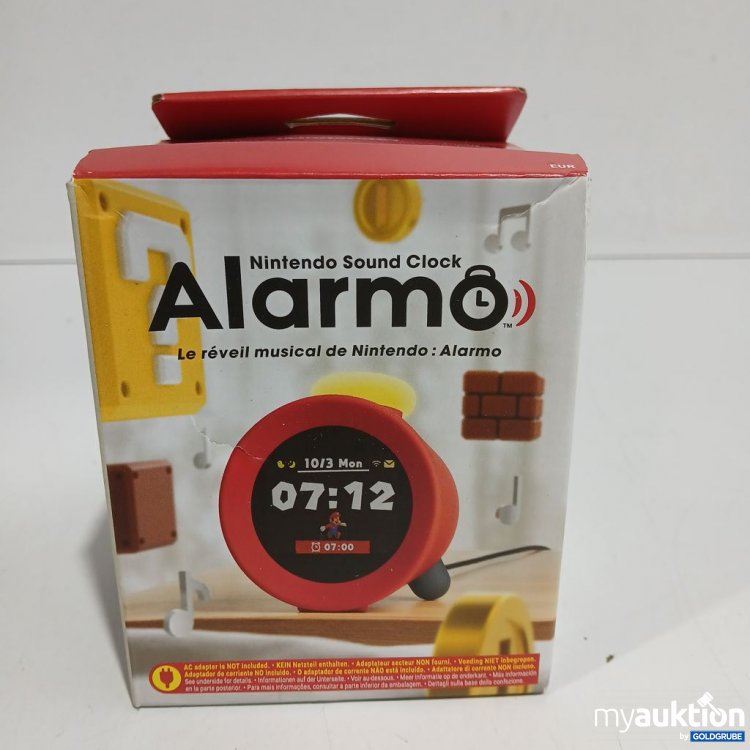 EUR
Nintendo Sound Clock
Alarmo
TM
Le réveil musical de Nintendo : Alarmo
10/3 Mon
07:12
07:00
AC adaptor is NOT included. • KEIN Netzteil enthalten. • Adaptateur secteur NON fourni. • Voeding NIET inbegrepen.
Adaptador de corriente NO incluido. • O adaptador de corrente NÃO está incluído. • Adattatore di corrente NON incluso.
See underside for details. • Informationen auf der Unterseite. • Voir au-dessous. • Meer informatie op de onderkant. • Más información
en la parte posterior. • Para mais informações, consultar a parte inferior da embalagem. • Dettagli sulla base della confezione.
myauktion
by GOLDGRUBE